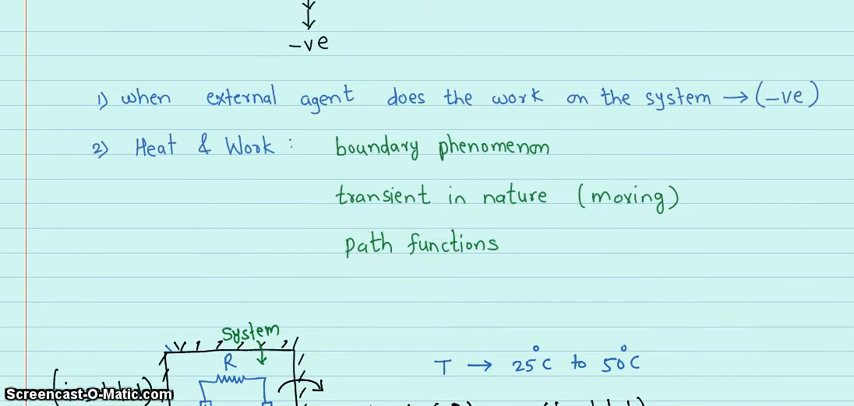 -ve
1) when external agent does the work on the system → (-ve)
2) Heat & Work : boundary phenomenon
transient in nature (moving)
path functions
System
R
T → 25°C to 50°C
Screencast-O-Matic.com